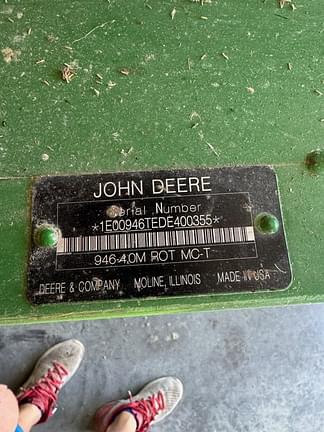 JOHN DEERE
Serial Number
*1E00946TEDE400355*
946-4.0M ROT MC-T
DEERE & COMPANY MOLINE, ILLINOIS MADE IN USA